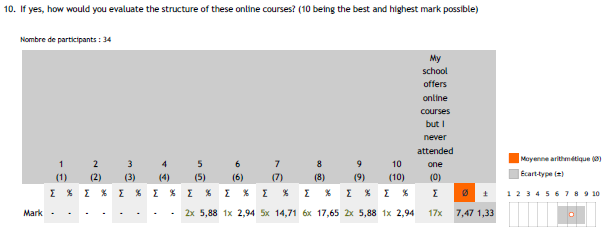 10. If yes, how would you evaluate the structure of these online courses? (10 being the best and highest mark possible)
Nombre de participants : 34
My
school
offers
online
courses
but I
never
attended
1 2 3 4 5 6 7 8 9 10 one
(1) (2) (3) (4) (5) (6) (7) (8) (9) (10) (0)
Σ % Σ % Σ % Σ % Σ % Σ % Σ % Σ % Σ % Σ % Σ Ø ±
Mark - - - - - - - - 2x 5,88 1x 2,94 5x 14,71 6x 17,65 2x 5,88 1x 2,94 17x 7,47 1,33
Moyenne arithmétique (Ø)
Écart-type (±)
1 2 3 4 5 6 7 8 9 10